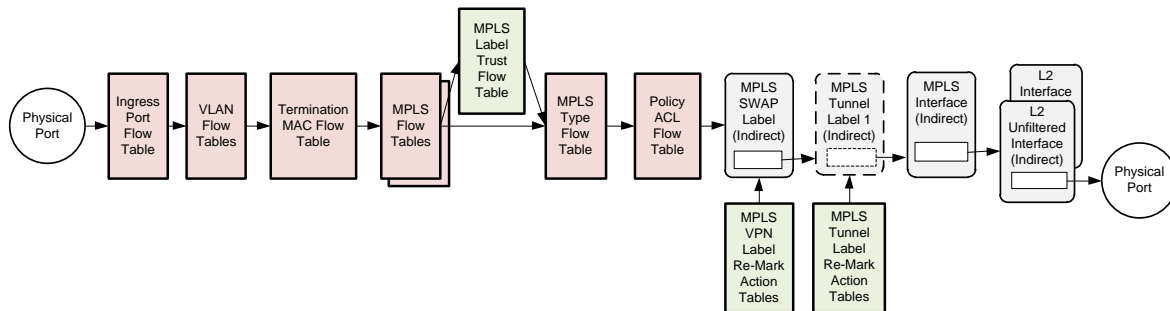 Physical
Port
Ingress
Port
Flow
Table
VLAN
Flow
Tables
Termination
MAC Flow
Table
MPLS
Flow
Tables
MPLS
Label
Trust
Flow
Table
MPLS
Type
Flow
Table
Policy
ACL
Flow
Table
MPLS
SWAP
Label
(Indirect)
MPLS
VPN
Label
Re-Mark
Action
Tables
MPLS
Tunnel
Label 1
(Indirect)
MPLS
Tunnel
Label
Re-Mark
Action
Tables
MPLS
Interface
(Indirect)
L2
Interface
L2
Unfiltered
Interface
(Indirect)
Physical
Port